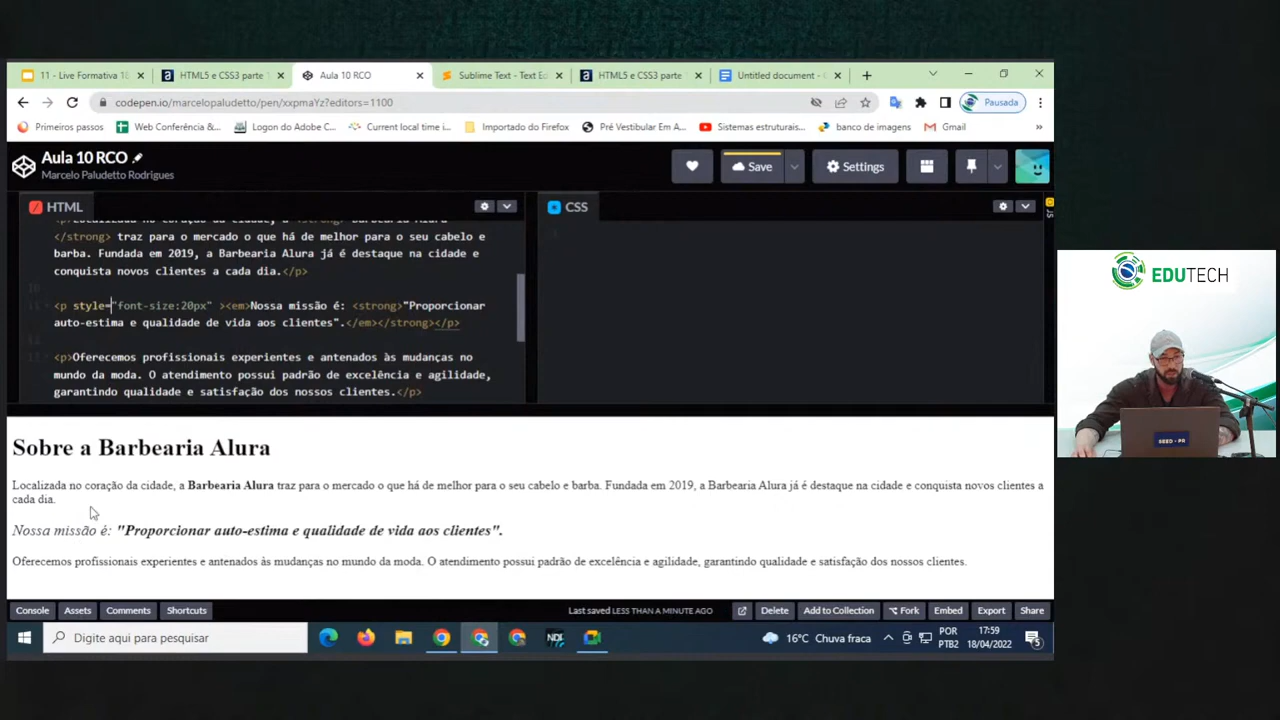 11 - Live Formativa 18
HTML5 e CSS3 parte
Aula 10 RCO
Sublime Text - Text Ed
HTML5 e CSS3 parte
Untitled document -
codepen.io/marcelopaludetto/pen/xxpmaYz?editors=1100
Pausada
Primeiros passos
Web Conferência &...
Logon do Adobe C...
Current local time i...
Importado do Firefox
Pré Vestibular Em A...
Sistemas estruturais...
banco de imagens
Gmail
»
Aula 10 RCO
Marcelo Paludetto Rodrigues
Save
Settings
HTML
CSS
JS
</strong> traz para o mercado o que há de melhor para o seu cabelo e
barba. Fundada em 2019, a Barbearia Alura já é destaque na cidade e
conquista novos clientes a cada dia.</p>
10
11 <p style="font-size:20px" ><em>Nossa missão é: <strong>"Proporcionar
auto-estima e qualidade de vida aos clientes".</em></strong></p>
12
13 <p>Oferecemos profissionais experientes e antenados às mudanças no
mundo da moda. O atendimento possui padrão de excelência e agilidade,
garantindo qualidade e satisfação dos nossos clientes.</p>
Sobre a Barbearia Alura
Localizada no coração da cidade, a Barbearia Alura traz para o mercado o que há de melhor para o seu cabelo e barba. Fundada em 2019, a Barbearia Alura já é destaque na cidade e conquista novos clientes a
cada dia.
Nossa missão é: "Proporcionar auto-estima e qualidade de vida aos clientes".
Oferecemos profissionais experientes e antenados às mudanças no mundo da moda. O atendimento possui padrão de excelência e agilidade, garantindo qualidade e satisfação dos nossos clientes.
Console
Assets
Comments
Shortcuts
Last saved LESS THAN A MINUTE AGO
Delete
Add to Collection
Fork
Embed
Export
Share
Digite aqui para pesquisar
16°C Chuva fraca
POR
PTB2
17:59
18/04/2022
5
EDUTECH